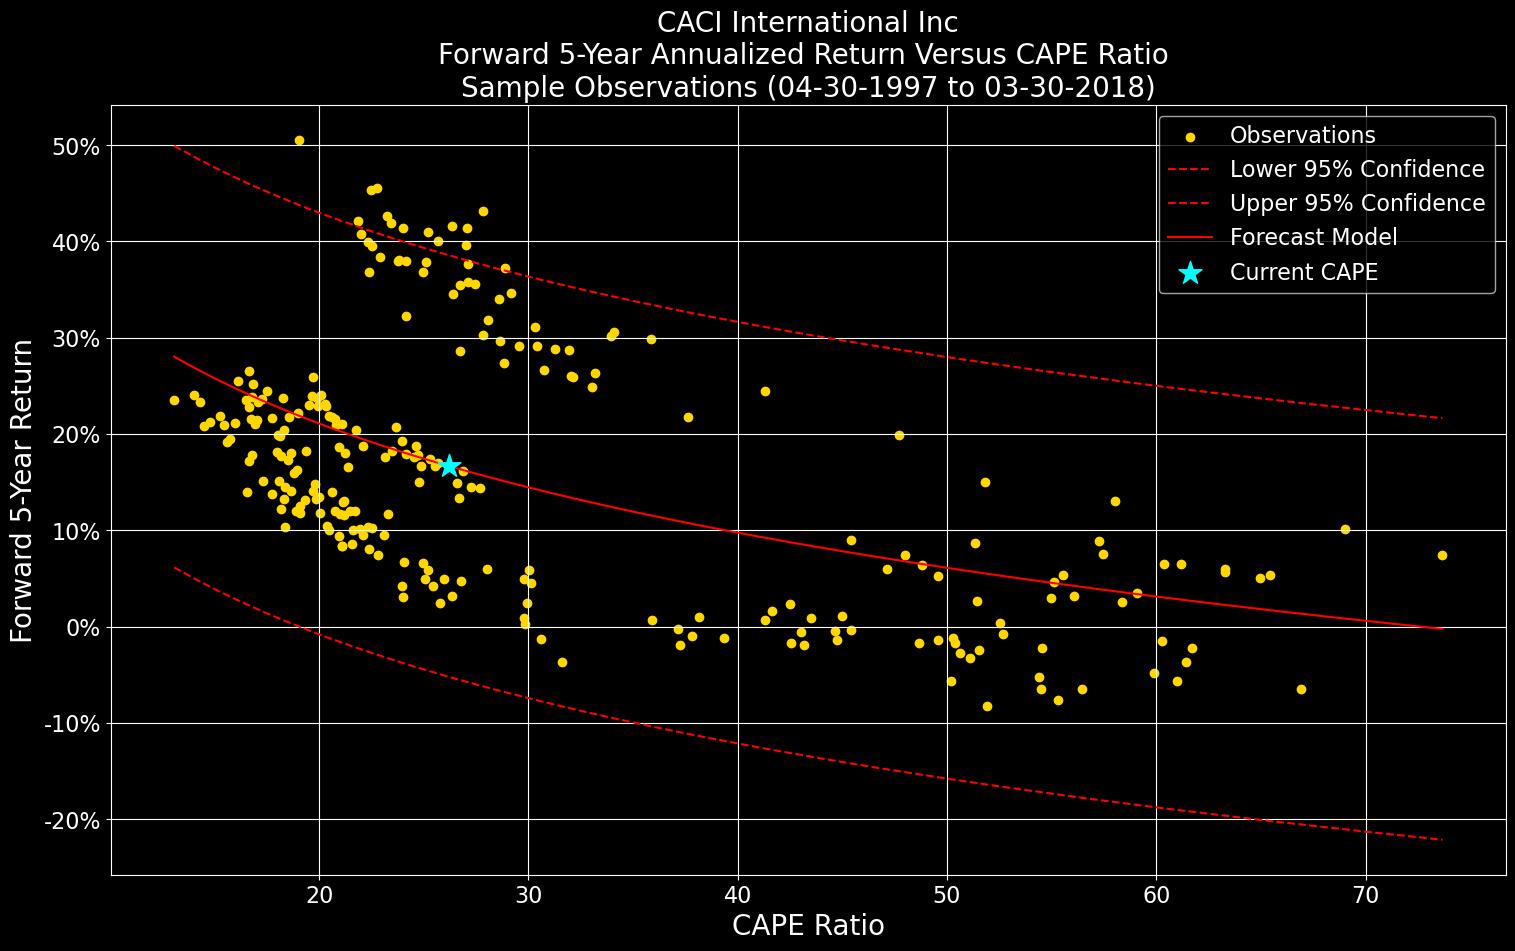 CACI International Inc
Forward 5-Year Annualized Return Versus CAPE Ratio
Sample Observations (04-30-1997 to 03-30-2018)
Observations
Lower 95% Confidence
Upper 95% Confidence
Forecast Model
Current CAPE
Forward 5-Year Return
50%
40%
30%
20%
10%
0%
-10%
-20%
20 30 40 50 60 70
CAPE Ratio